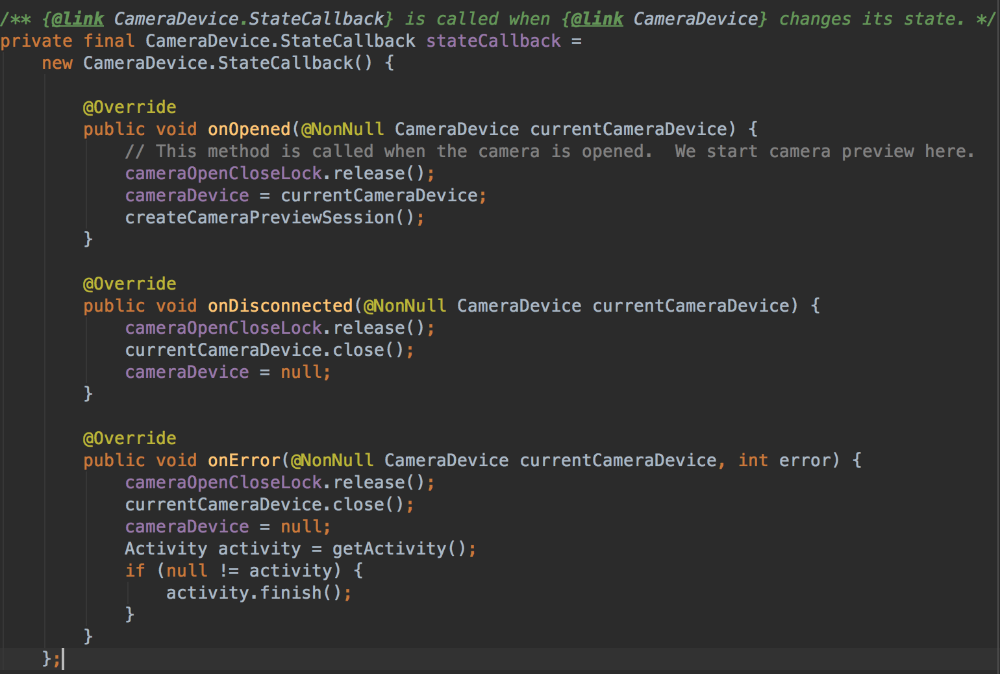 /** {@link CameraDevice.StateCallback} is called when {@link CameraDevice} changes its state. */
private final CameraDevice.StateCallback stateCallback =
    new CameraDevice.StateCallback() {

        @Override
        public void onOpened(@NonNull CameraDevice currentCameraDevice) {
            // This method is called when the camera is opened.  We start camera preview here.
            cameraOpenCloseLock.release();
            cameraDevice = currentCameraDevice;
            createCameraPreviewSession();
        }

        @Override
        public void onDisconnected(@NonNull CameraDevice currentCameraDevice) {
            cameraOpenCloseLock.release();
            currentCameraDevice.close();
            cameraDevice = null;
        }

        @Override
        public void onError(@NonNull CameraDevice currentCameraDevice, int error) {
            cameraOpenCloseLock.release();
            currentCameraDevice.close();
            cameraDevice = null;
            Activity activity = getActivity();
            if (null != activity) {
                activity.finish();
            }
        }
    };